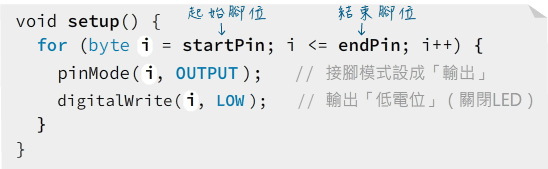 起始腳位 結束腳位
void setup() {
for (byte i = startPin; i <= endPin; i++) {
pinMode(i, OUTPUT); // 接腳模式設成「輸出」
digitalWrite(i, LOW); // 輸出「低電位」(關閉LED)
}
}